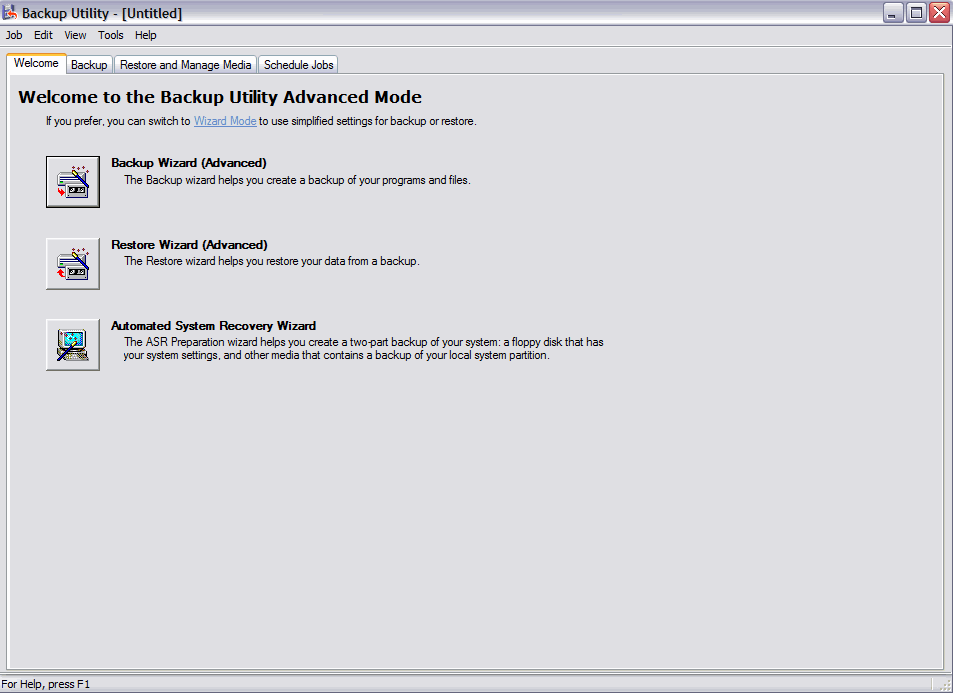 Backup Utility - [Untitled]
Job Edit View Tools Help
Welcome Backup Restore and Manage Media Schedule Jobs
Welcome to the Backup Utility Advanced Mode
If you prefer, you can switch to Wizard Mode to use simplified settings for backup or restore.
Backup Wizard (Advanced)
The Backup wizard helps you create a backup of your programs and files.
Restore Wizard (Advanced)
The Restore wizard helps you restore your data from a backup.
Automated System Recovery Wizard
The ASR Preparation wizard helps you create a two-part backup of your system: a floppy disk that has
your system settings, and other media that contains a backup of your local system partition.
For Help, press F1